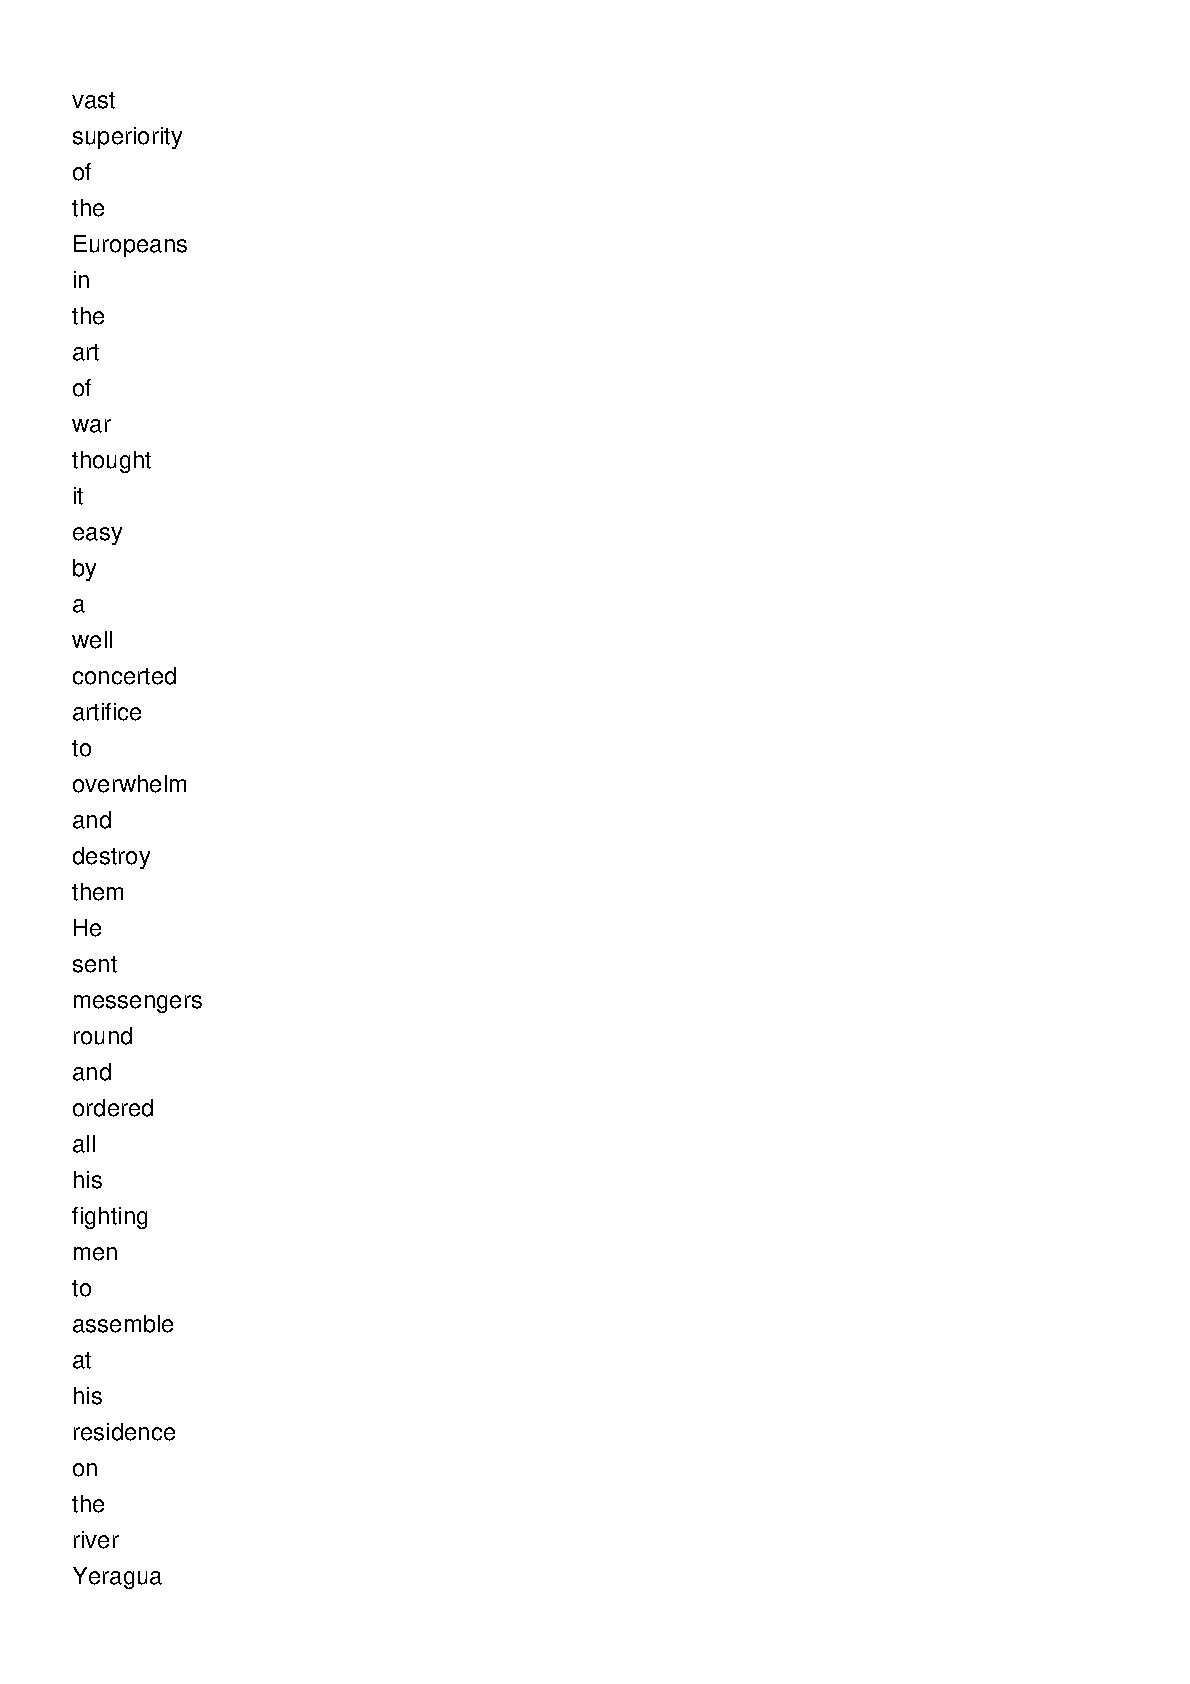 vast
superiority
of
the
Europeans
in
the
art
of
war
thought
it
easy
by
a
well
concerted
artifice
to
overwhelm
and
destroy
them
He
sent
messengers
round
and
ordered
all
his
fighting
men
to
assemble
at
his
residence
on
the
river
Yeragua